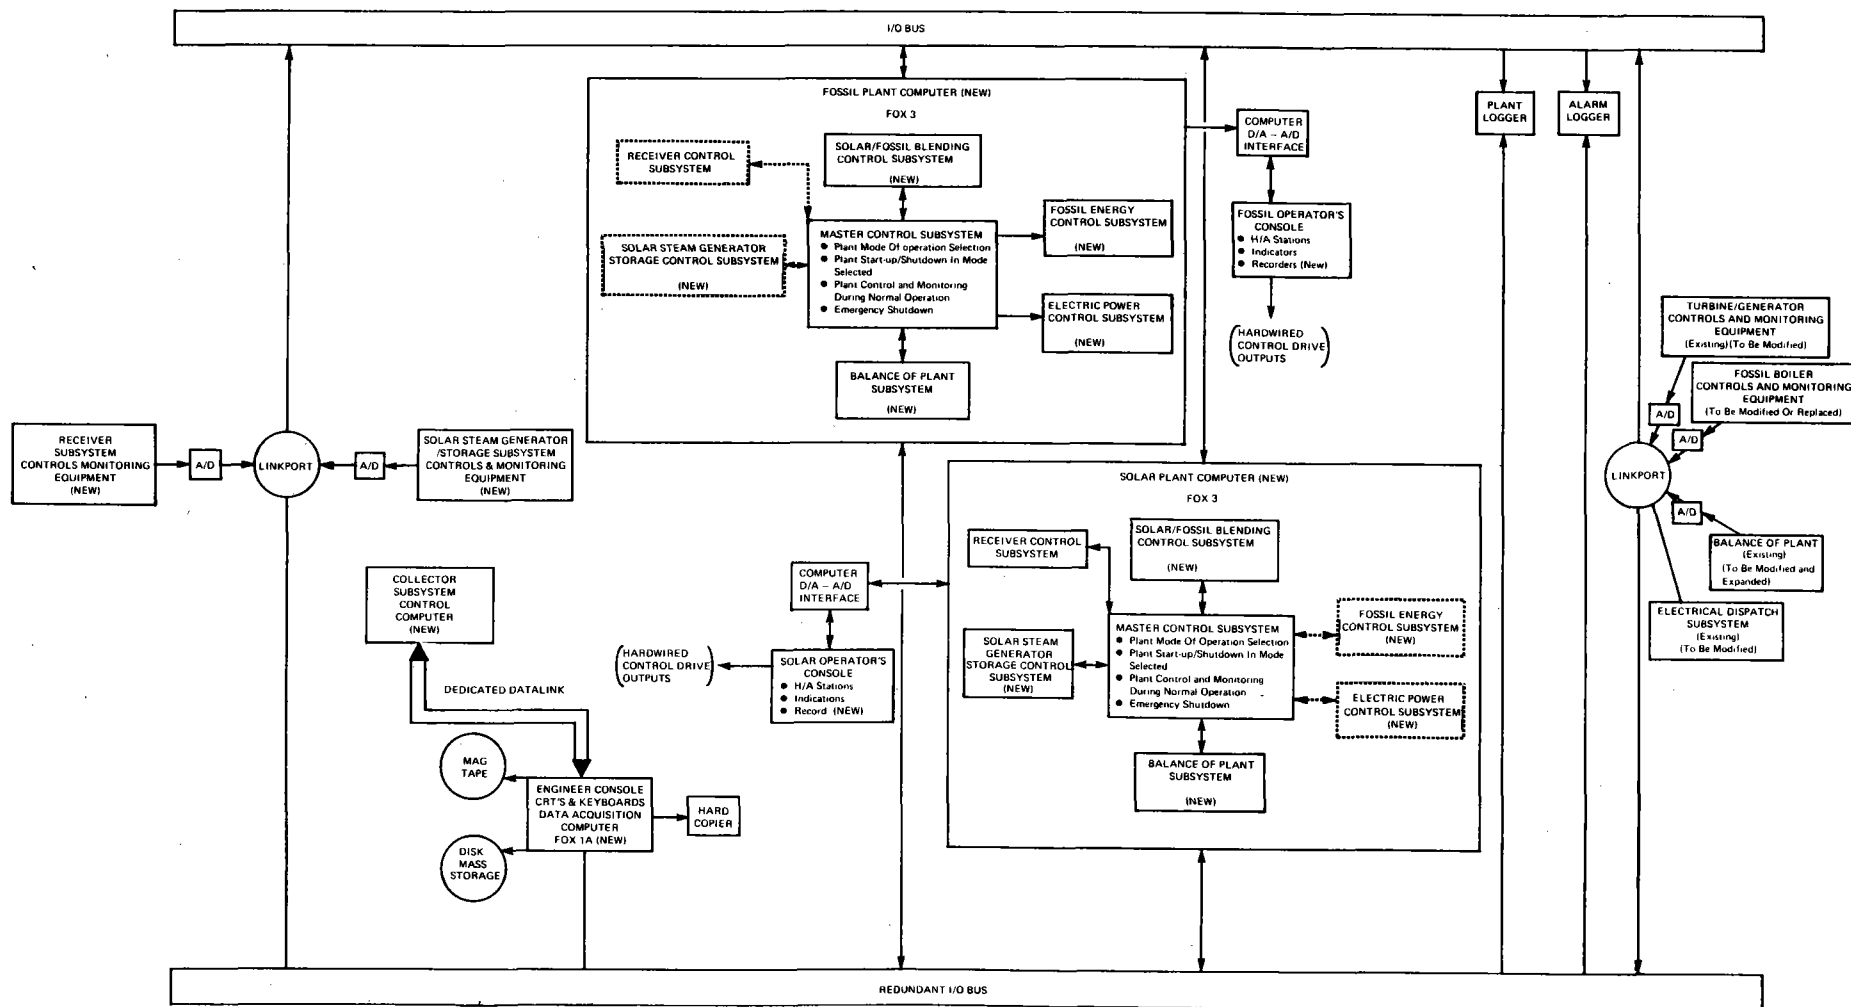 I/O BUS
FOSSIL PLANT COMPUTER (NEW)
FOX 3
RECEIVER CONTROL
SUBSYSTEM
SOLAR/FOSSIL BLENDING
CONTROL SUBSYSTEM
(NEW)
SOLAR STEAM GENERATOR
STORAGE CONTROL SUBSYSTEM
(NEW)
MASTER CONTROL SUBSYSTEM
● Plant Mode Of operation Selection
● Plant Start-up/Shutdown In Mode
Selected
● Plant Control and Monitoring
During Normal Operation
● Emergency Shutdown
FOSSIL ENERGY
CONTROL SUBSYSTEM
(NEW)
ELECTRIC POWER
CONTROL SUBSYSTEM
(NEW)
BALANCE OF PLANT
SUBSYSTEM
(NEW)
COMPUTER
D/A – A/D
INTERFACE
FOSSIL OPERATOR'S
CONSOLE
● H/A Stations
● Indicators
● Recorders (New)
(HARDWIRED
CONTROL DRIVE)
OUTPUTS
PLANT
LOGGER
ALARM
LOGGER
TURBINE/GENERATOR
CONTROLS AND MONITORING
EQUIPMENT
(Existing) (To Be Modified)
FOSSIL BOILER
CONTROLS AND MONITORING
EQUIPMENT
(To Be Modified Or Replaced)
A/D
A/D
LINKPORT
A/D
BALANCE OF PLANT
(Existing)
(To Be Modified and
Expanded)
ELECTRICAL DISPATCH
SUBSYSTEM
(Existing)
(To Be Modified)
RECEIVER
SUBSYSTEM
CONTROLS MONITORING
EQUIPMENT
(NEW)
A/D
LINKPORT
A/D
SOLAR STEAM GENERATOR
/STORAGE SUBSYSTEM
CONTROLS & MONITORING
EQUIPMENT
(NEW)
SOLAR PLANT COMPUTER (NEW)
FOX 3
RECEIVER CONTROL
SUBSYSTEM
SOLAR/FOSSIL BLENDING
CONTROL SUBSYSTEM
(NEW)
SOLAR STEAM
GENERATOR
STORAGE CONTROL
SUBSYSTEM
(NEW)
MASTER CONTROL SUBSYSTEM
● Plant Mode Of Operation Selection
● Plant Start-up/Shutdown In Mode
Selected
● Plant Control and Monitoring
During Normal Operation
● Emergency Shutdown
FOSSIL ENERGY
CONTROL SUBSYSTEM
(NEW)
ELECTRIC POWER
CONTROL SUBSYSTEM
(NEW)
BALANCE OF PLANT
SUBSYSTEM
(NEW)
COMPUTER
D/A – A/D
INTERFACE
SOLAR OPERATOR'S
CONSOLE
● H/A Stations
● Indications
● Record (NEW)
(HARDWIRED
CONTROL DRIVE)
OUTPUTS
COLLECTOR
SUBSYSTEM
CONTROL
COMPUTER
(NEW)
DEDICATED DATALINK
MAG
TAPE
DISK
MASS
STORAGE
ENGINEER CONSOLE
CRT'S & KEYBOARDS
DATA ACQUISITION
COMPUTER
FOX 1A (NEW)
HARD
COPIER
REDUNDANT I/O BUS